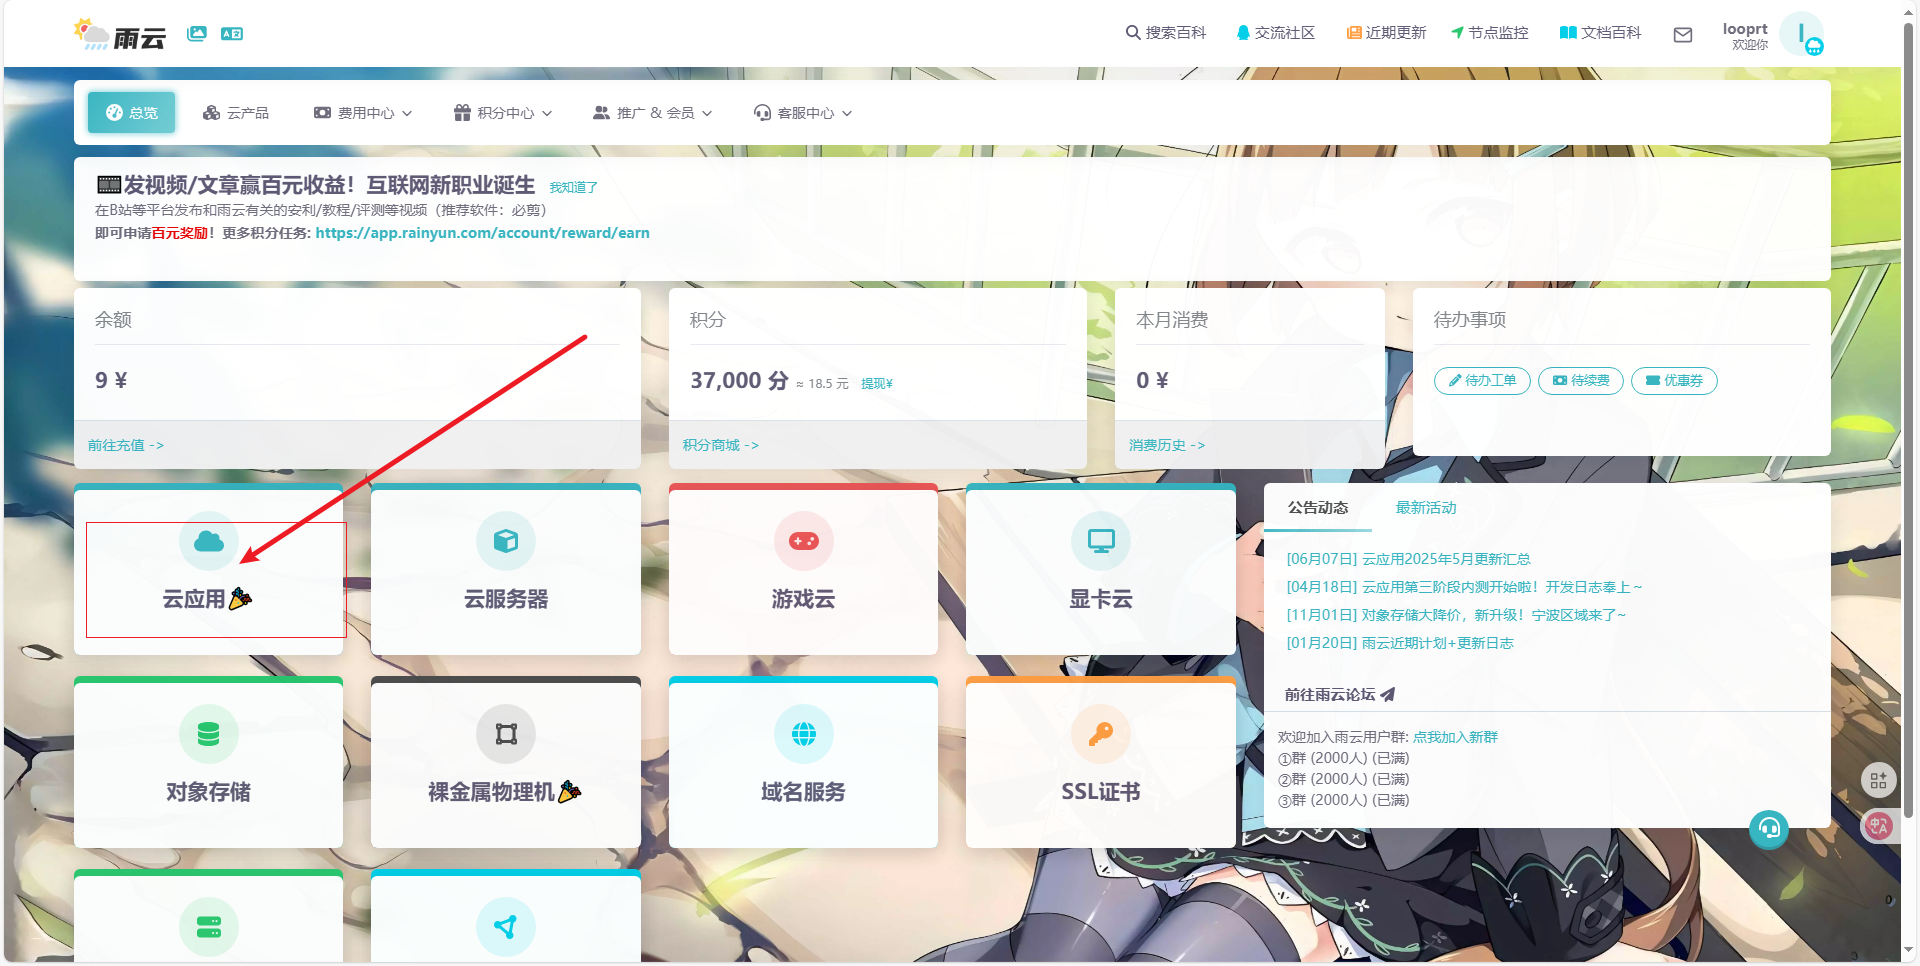 雨云
搜索百科
交流社区
近期更新
节点监控
文档百科
looprt
欢迎你
总览
云产品
费用中心
积分中心
推广 & 会员
客服中心
发视频/文章赢百元收益！互联网新职业诞生 我知道了
在B站等平台发布和雨云有关的安利/教程/评测等视频（推荐软件：必剪）
即可申请百元奖励！更多积分任务: https://app.rainyun.com/account/reward/earn
余额
9 ¥
前往充值 ->
积分
37,000 分 ≈ 18.5 元 提现¥
积分商城 ->
本月消费
0 ¥
消费历史 ->
待办事项
待办工单
待续费
优惠券
云应用
云服务器
游戏云
显卡云
对象存储
裸金属物理机
域名服务
SSL证书
公告动态
最新活动
[06月07日] 云应用2025年5月更新汇总
[04月18日] 云应用第三阶段内测开始啦！开发日志奉上～
[11月01日] 对象存储大降价，新升级！宁波区域来了~
[01月20日] 雨云近期计划+更新日志
前往雨云论坛
欢迎加入雨云用户群: 点我加入新群
①群 (2000人) (已满)
②群 (2000人) (已满)
③群 (2000人) (已满)